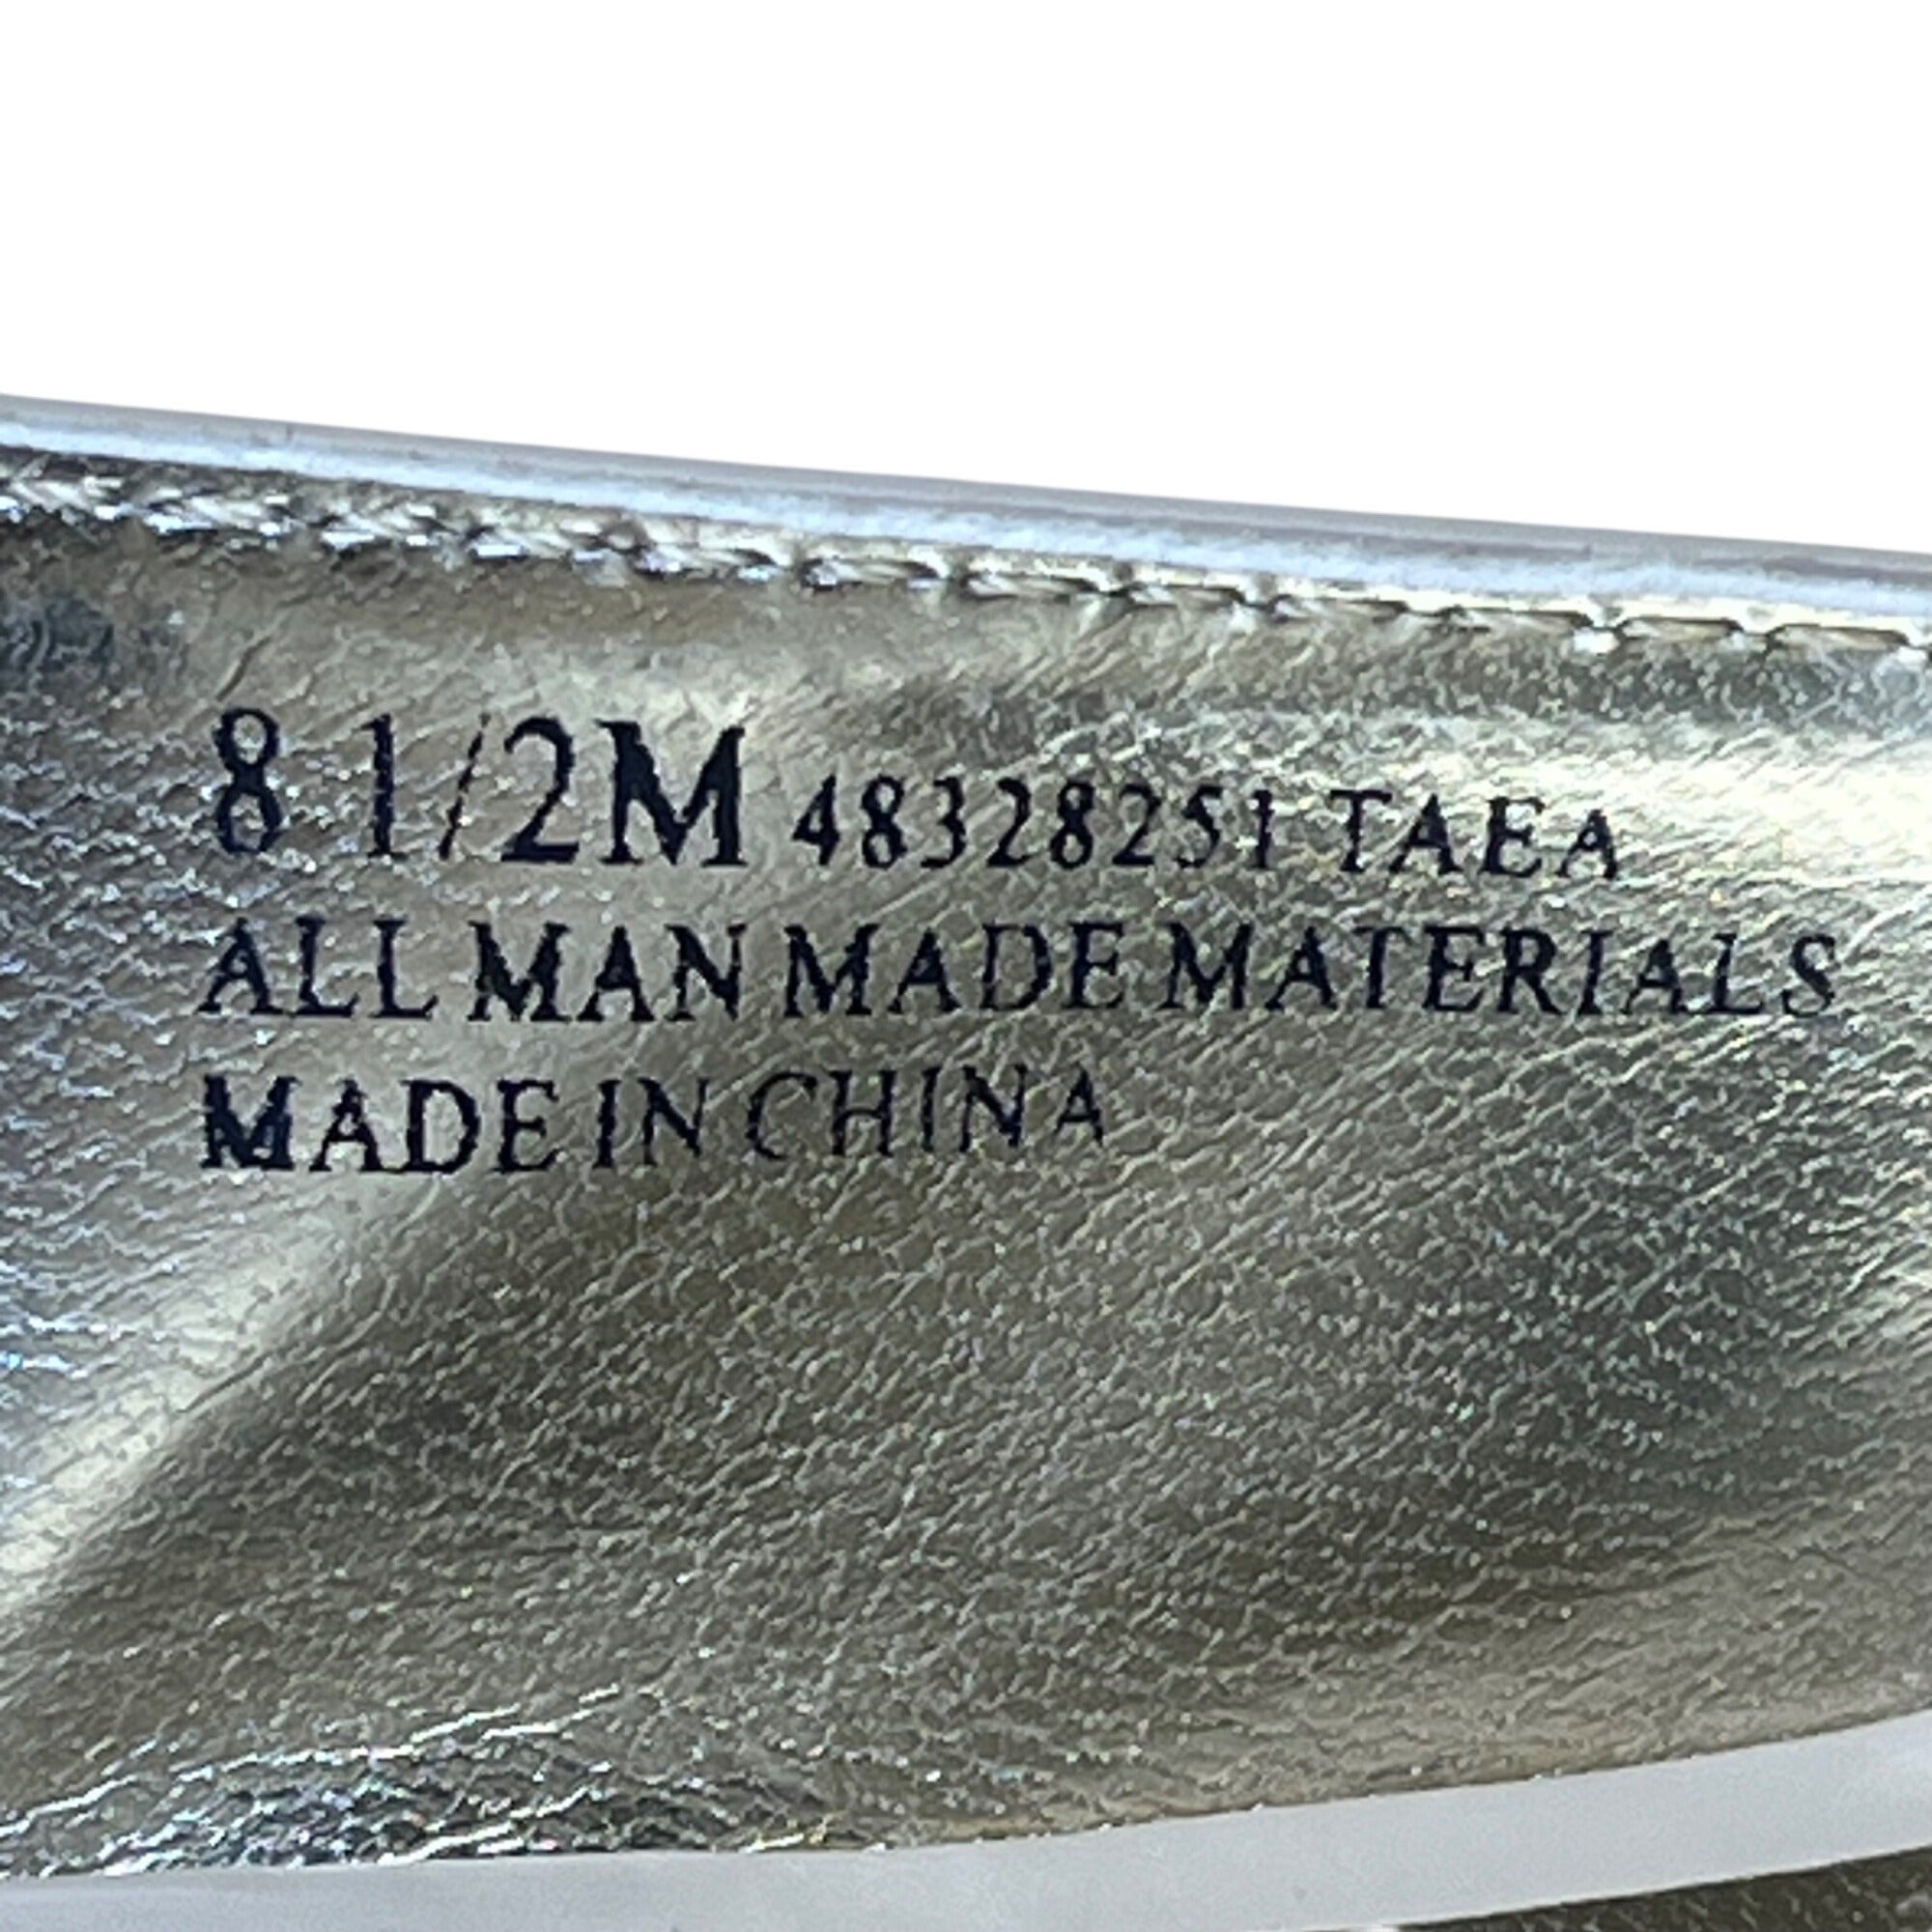 8 1/2M 48328251 TAEA
ALL MAN MADE MATERIALS
MADE IN CHINA